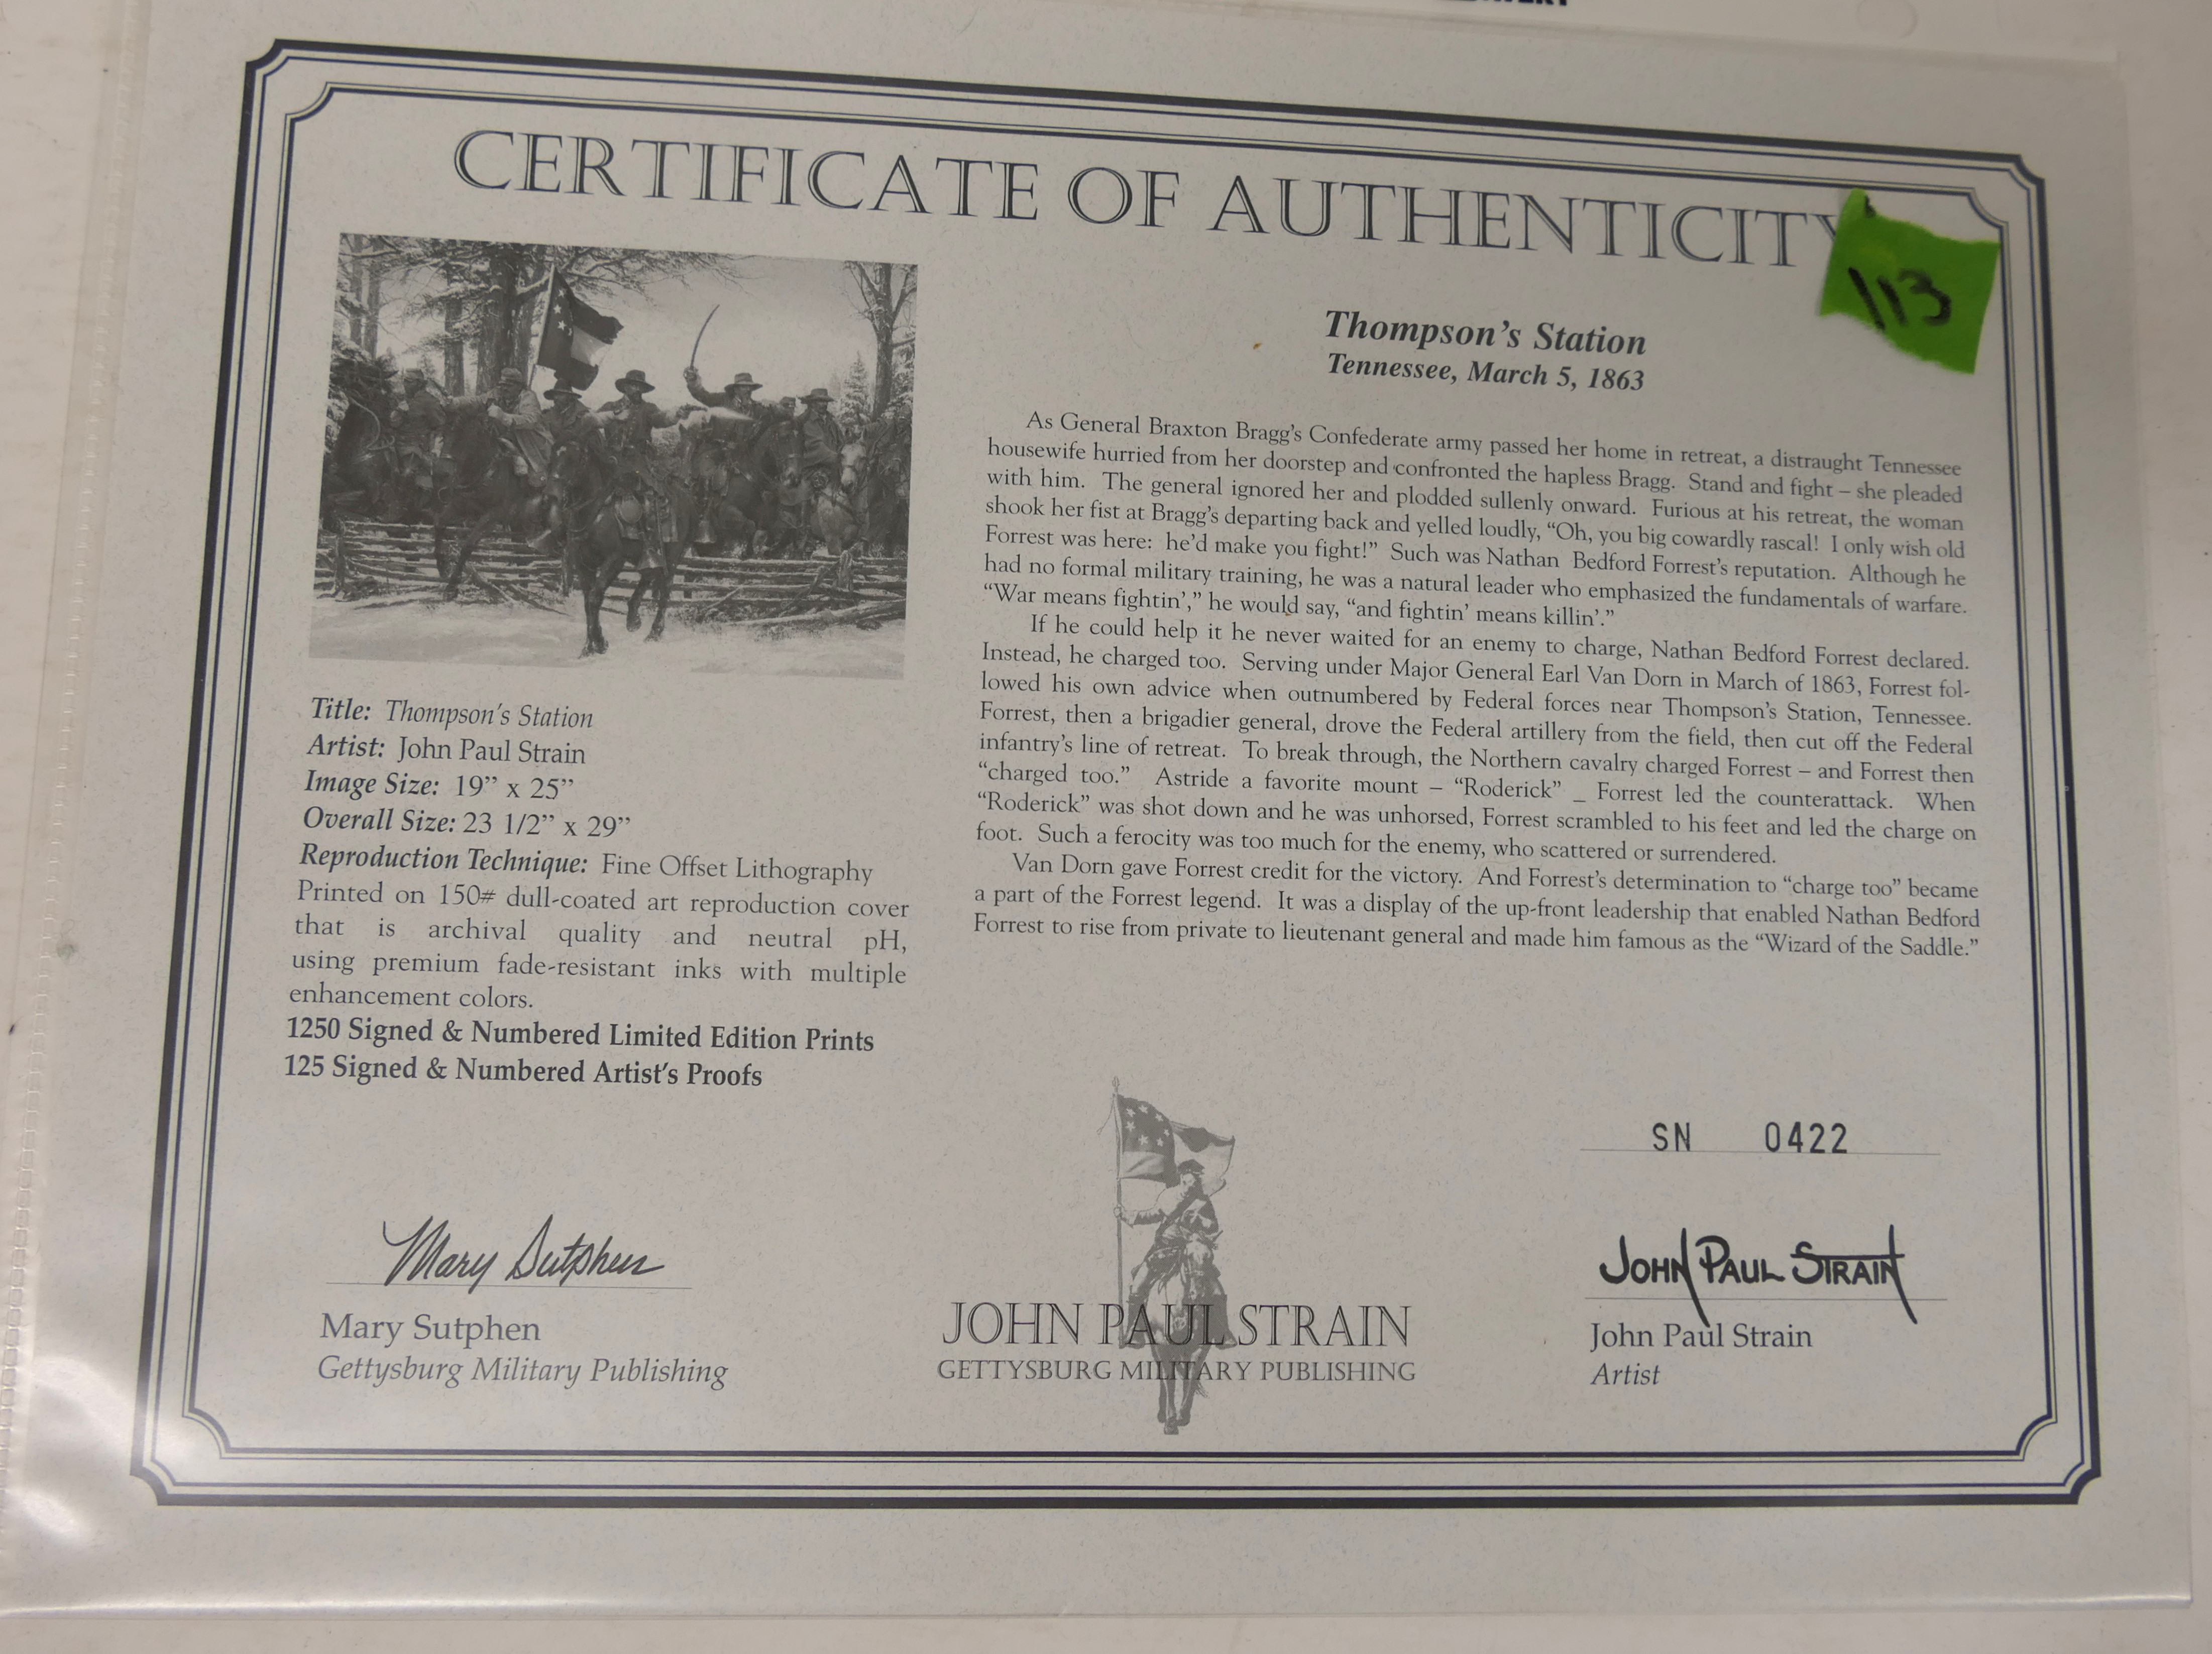 CERTIFICATE OF AUTHENTICITY
113
Thompson's Station
Tennessee, March 5, 1863
As General Braxton Bragg's Confederate army passed her home in retreat, a distraught Tennessee
housewife hurried from her doorstep and confronted the hapless Bragg. Stand and fight – she pleaded
with him. The general ignored her and plodded sullenly onward. Furious at his retreat, the woman
shook her fist at Bragg's departing back and yelled loudly, "Oh, you big cowardly rascal! I only wish old
Forrest was here: he'd make you fight!" Such was Nathan Bedford Forrest's reputation. Although he
had no formal military training, he was a natural leader who emphasized the fundamentals of warfare.
"War means fightin'," he would say, "and fightin' means killin'."
If he could help it he never waited for an enemy to charge, Nathan Bedford Forrest declared.
Instead, he charged too. Serving under Major General Earl Van Dorn in March of 1863, Forrest fol-
lowed his own advice when outnumbered by Federal forces near Thompson's Station, Tennessee.
Forrest, then a brigadier general, drove the Federal artillery from the field, then cut off the Federal
infantry's line of retreat. To break through, the Northern cavalry charged Forrest – and Forrest then
"charged too." Astride a favorite mount – "Roderick" _ Forrest led the counterattack. When
"Roderick" was shot down and he was unhorsed, Forrest scrambled to his feet and led the charge on
foot. Such a ferocity was too much for the enemy, who scattered or surrendered.
Van Dorn gave Forrest credit for the victory. And Forrest's determination to "charge too" became
a part of the Forrest legend. It was a display of the up-front leadership that enabled Nathan Bedford
Forrest to rise from private to lieutenant general and made him famous as the "Wizard of the Saddle."
Title: Thompson's Station
Artist: John Paul Strain
Image Size: 19" x 25"
Overall Size: 23 1/2" x 29"
Reproduction Technique: Fine Offset Lithography
Printed on 150# dull-coated art reproduction cover
that is archival quality and neutral pH,
using premium fade-resistant inks with multiple
enhancement colors.
1250 Signed & Numbered Limited Edition Prints
125 Signed & Numbered Artist's Proofs
SN 0422
Mary Sutphen
Mary Sutphen
Gettysburg Military Publishing
JOHN PAUL STRAIN
GETTYSBURG MILITARY PUBLISHING
JOHN PAUL STRAIN
John Paul Strain
Artist